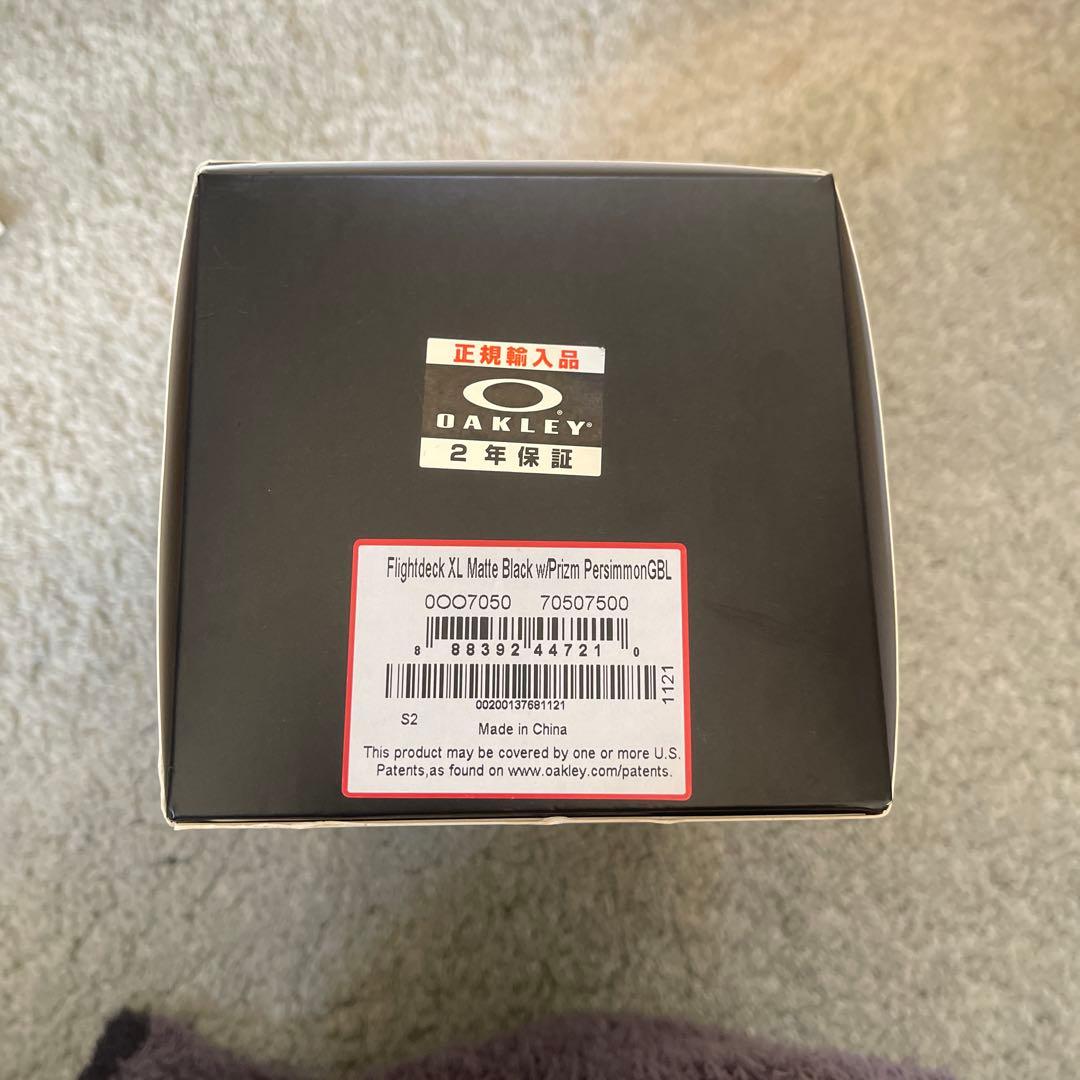 正規輸入品
OAKLEY®
2年保証
Flightdeck XL Matte Black w/Prizm PersimmonGBL
0OO7050 70507500
8 88392 44721 0
1121
00200137681121
S2
Made in China
This product may be covered by one or more U.S.
Patents,as found on www.oakley.com/patents.